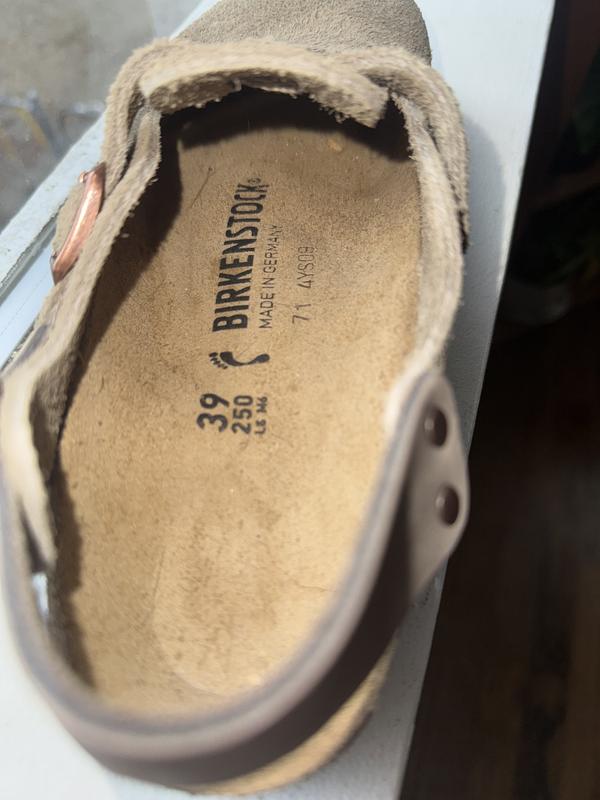 BIRKENSTOCK®
MADE IN GERMANY
71 4YS09
39
250
L8 M6